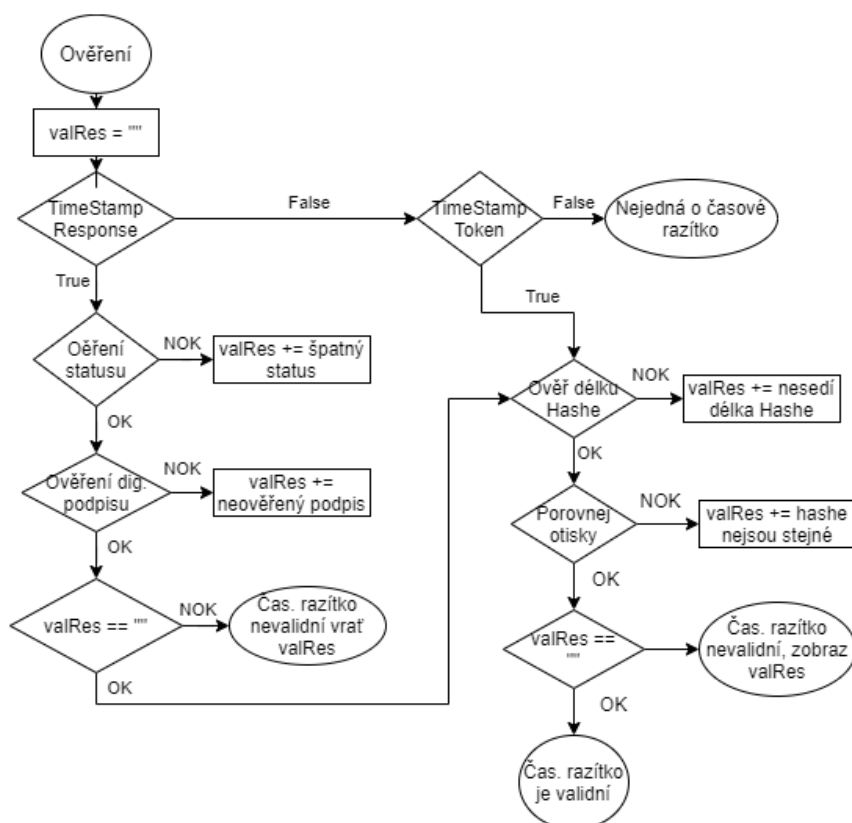 Ověření
valRes = ""
TimeStamp
Response
False
TimeStamp
Token
False
Nejedná o časové
razítko
True
True
Oěření
statusu
NOK
valRes += špatný
status
Ověř délku
Hashe
NOK
valRes += nesedí
délka Hashe
OK
OK
Ověření dig.
podpisu
NOK
valRes +=
neověřený podpis
Porovnej
otisky
NOK
valRes += hashe
nejsou stejné
OK
OK
valRes == ""
NOK
Čas. razítko
nevalidní vrať
valRes
valRes ==
""
Čas. razítko
nevalidní, zobraz
valRes
OK
OK
Čas. razítko
je validní